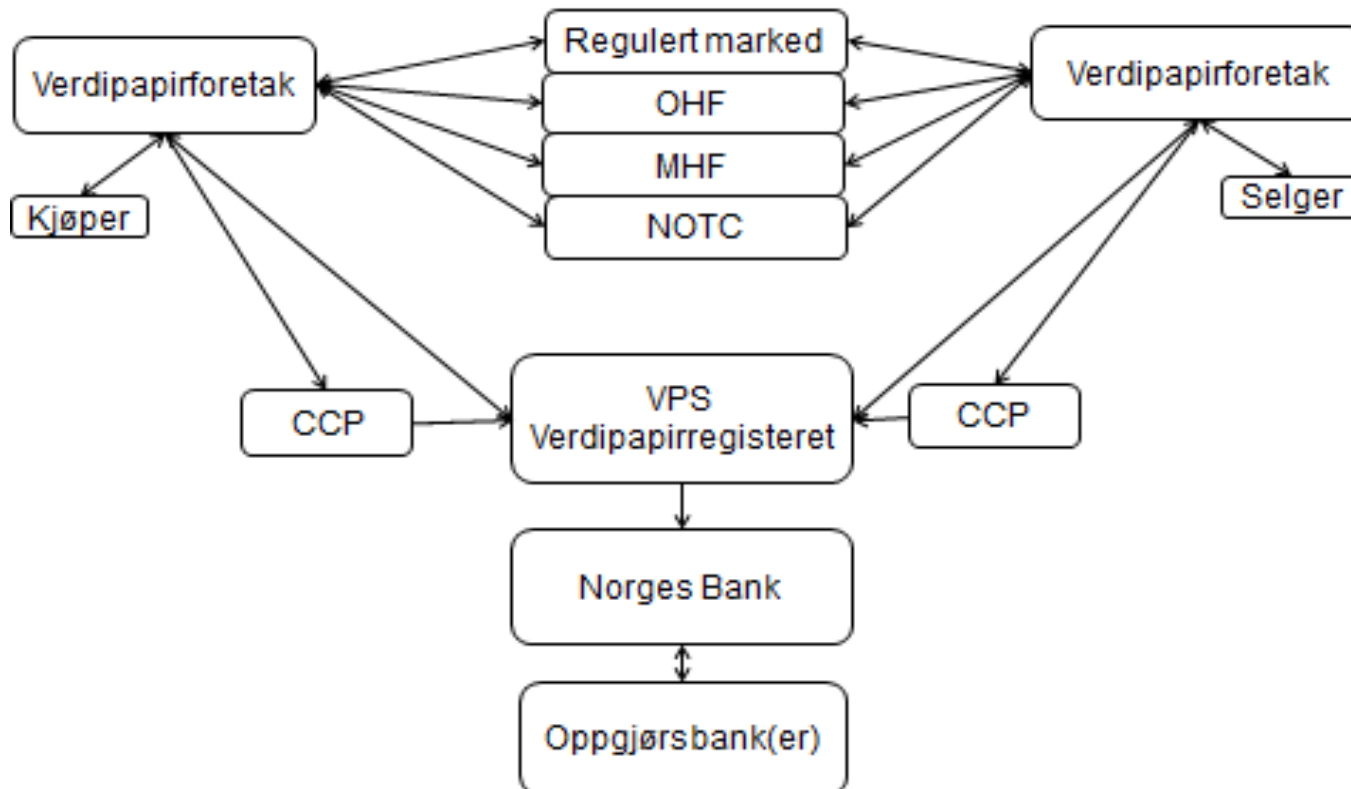 Regulert marked
Verdipapirforetak
Verdipapirforetak
OHF
MHF
Kjøper
Selger
NOTC
VPS
Verdipapirregisteret
CCP
CCP
Norges Bank
Oppgjørsbank(er)